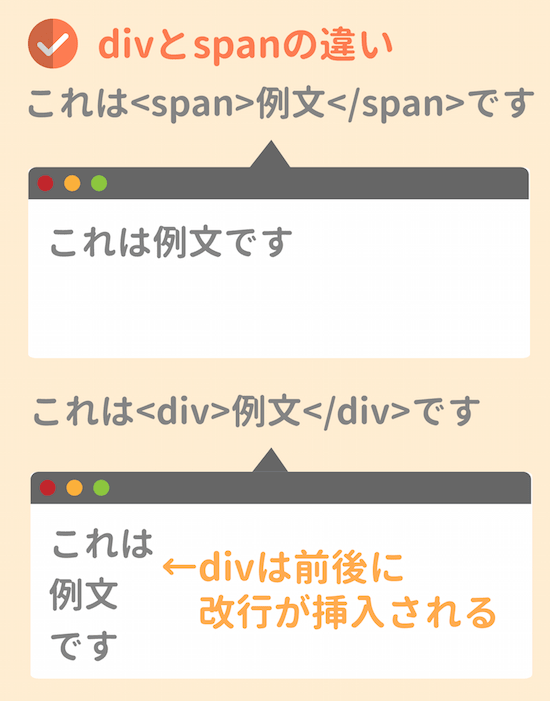 divとspanの違い
これは<span>例文</span>です
これは例文です
これは<div>例文</div>です
これは
例文
です
←divは前後に
改行が挿入される